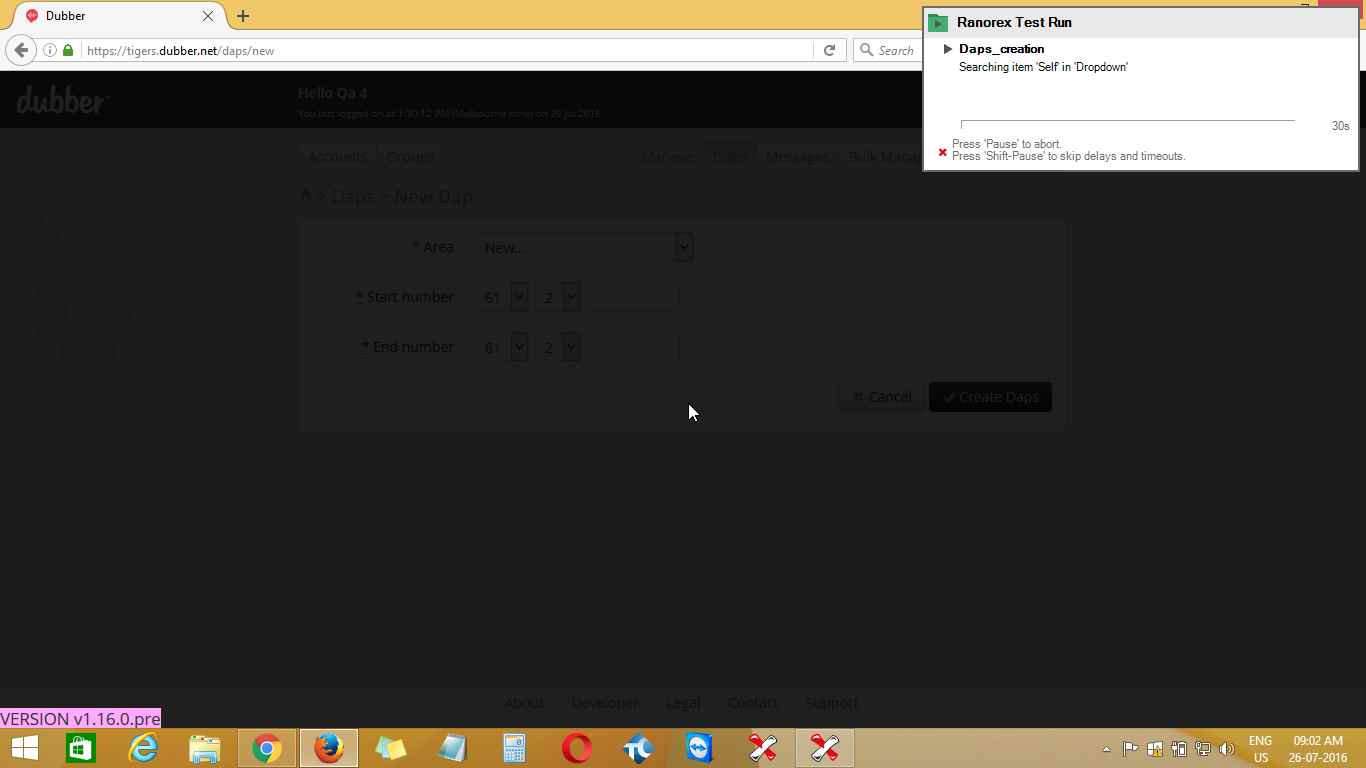 Dubber
https://tigers.dubber.net/daps/new
Search
Ranorex Test Run
Daps_creation
Searching item 'Self' in 'Dropdown'
30s
Press 'Pause' to abort.
Press 'Shift-Pause' to skip delays and timeouts.
dubber
Hello Qa 4
You last logged on at 1:30:12 PM (Melbourne time) on 26 Jul 2016
Accounts Groups Messages Bulk Manag
> Daps > New Dap
* Area New...
* Start number 61 2
* End number 61 2
Cancel Create Daps
About Developer Legal Contact Support
VERSION v1.16.0.pre
ENG 09:02 AM
US 26-07-2016